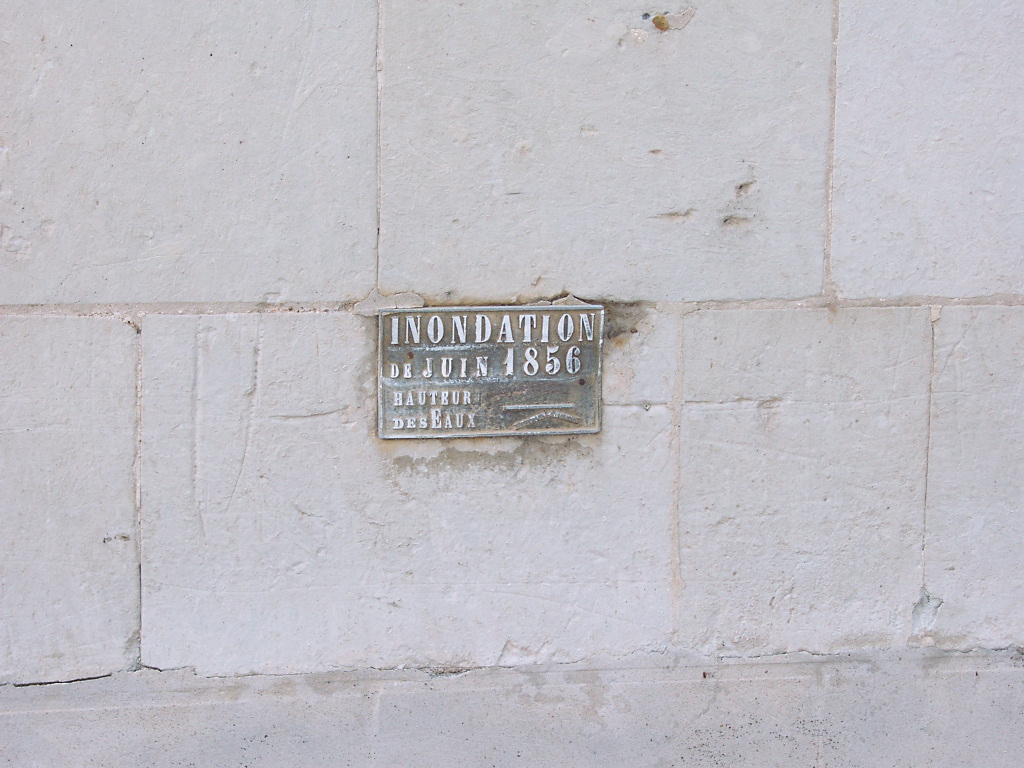 INONDATION
DE JUIN 1856
HAUTEUR
DES EAUX